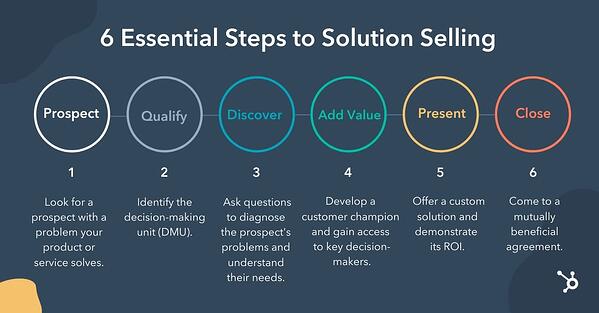 6 Essential Steps to Solution Selling
Prospect
Qualify
Discover
Add Value
Present
Close
1
2
3
4
5
6
Look for a
prospect with a
problem your
product or
service solves.
Identify the
decision-making
unit (DMU).
Ask questions
to diagnose
the prospect's
problems and
understand
their needs.
Develop a
customer champion
and gain access
to key decision-
makers.
Offer a custom
solution and
demonstrate
its ROI.
Come to a
mutually
beneficial
agreement.